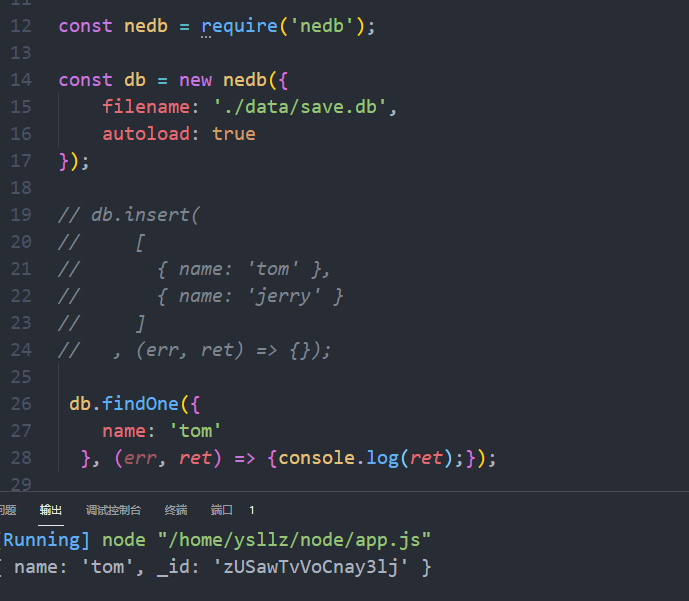 11
12 const nedb = require('nedb');
13
14 const db = new nedb({
15     filename: './data/save.db',
16     autoload: true
17 });
18
19 // db.insert(
20 //     [
21 //       { name: 'tom' },
22 //       { name: 'jerry' }
23 //     ]
24 //   , (err, ret) => {});
25
26  db.findOne({
27     name: 'tom'
28   }, (err, ret) => {console.log(ret);});
29
问题 输出 调试控制台 终端 端口 1
[Running] node "/home/ysllz/node/app.js"
{ name: 'tom', _id: 'zUSawTvVoCnay3lj' }